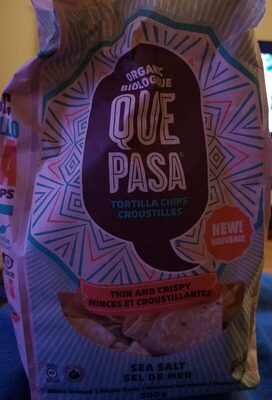 ORGANIC
BIOLOGIQUE
QUE
PASA
TORTILLA CHIPS
CROUSTILLES
NEW!
NOUVEAU!
THIN AND CRISPY
MINCES ET CROUSTILLANTES
SEA SALT
SEL DE MER
300g